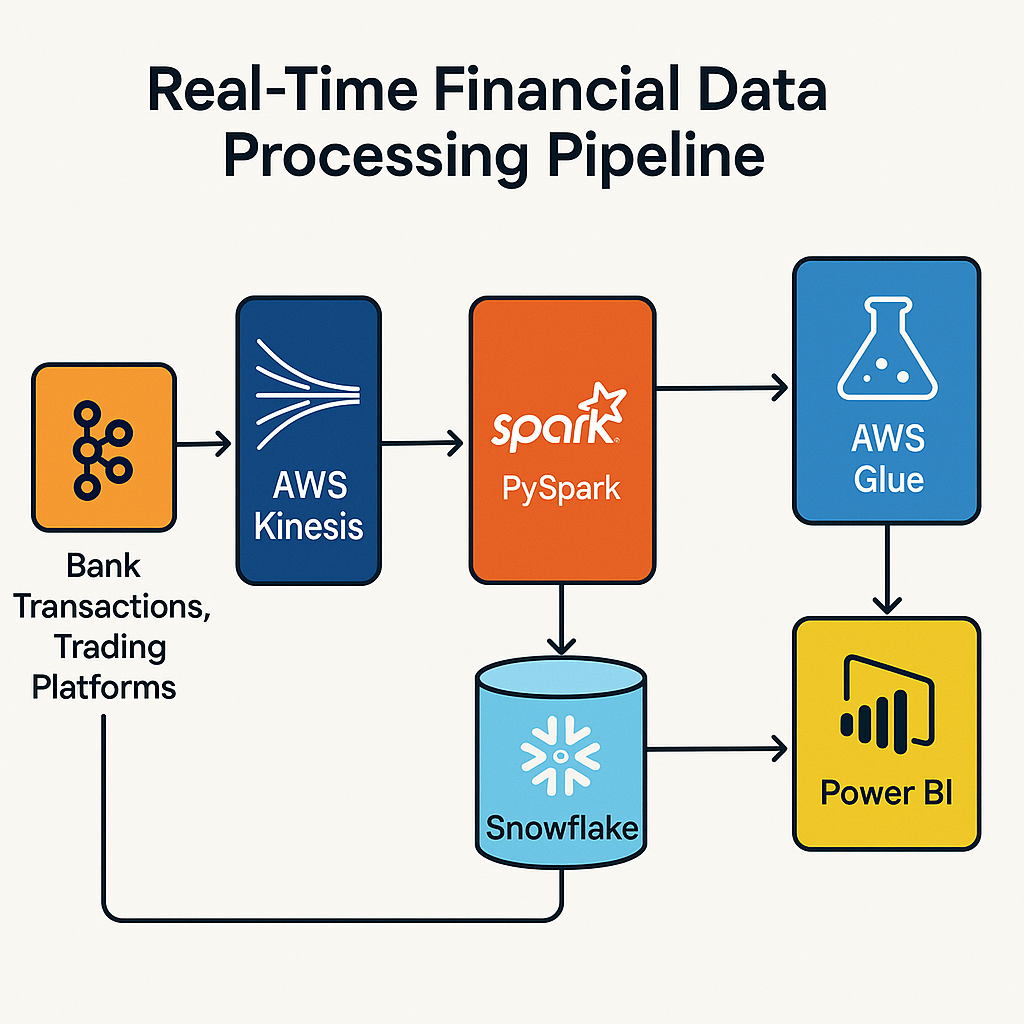 Real-Time Financial Data
Processing Pipeline
Bank
Transactions,
Trading
Platforms
AWS
Kinesis
Spark
PySpark
AWS
Glue
Snowflake
Power BI